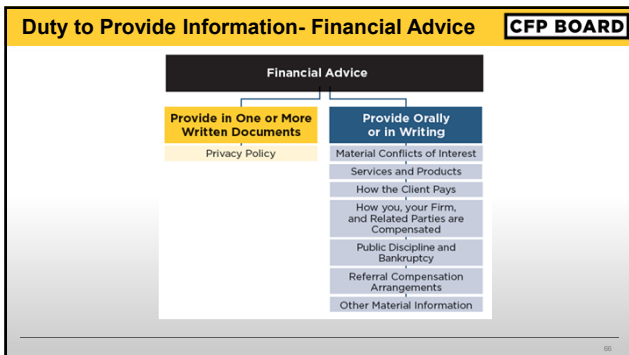 Duty to Provide Information- Financial Advice
CFP BOARD
Financial Advice
Provide in One or More
Written Documents
Privacy Policy
Provide Orally
or in Writing
Material Conflicts of Interest
Services and Products
How the Client Pays
How you, your Firm,
and Related Parties are
Compensated
Public Discipline and
Bankruptcy
Referral Compensation
Arrangements
Other Material Information
66